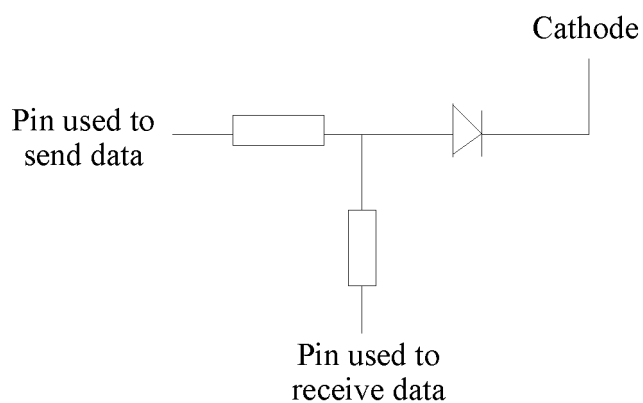 Cathode
Pin used to
send data
Pin used to
receive data